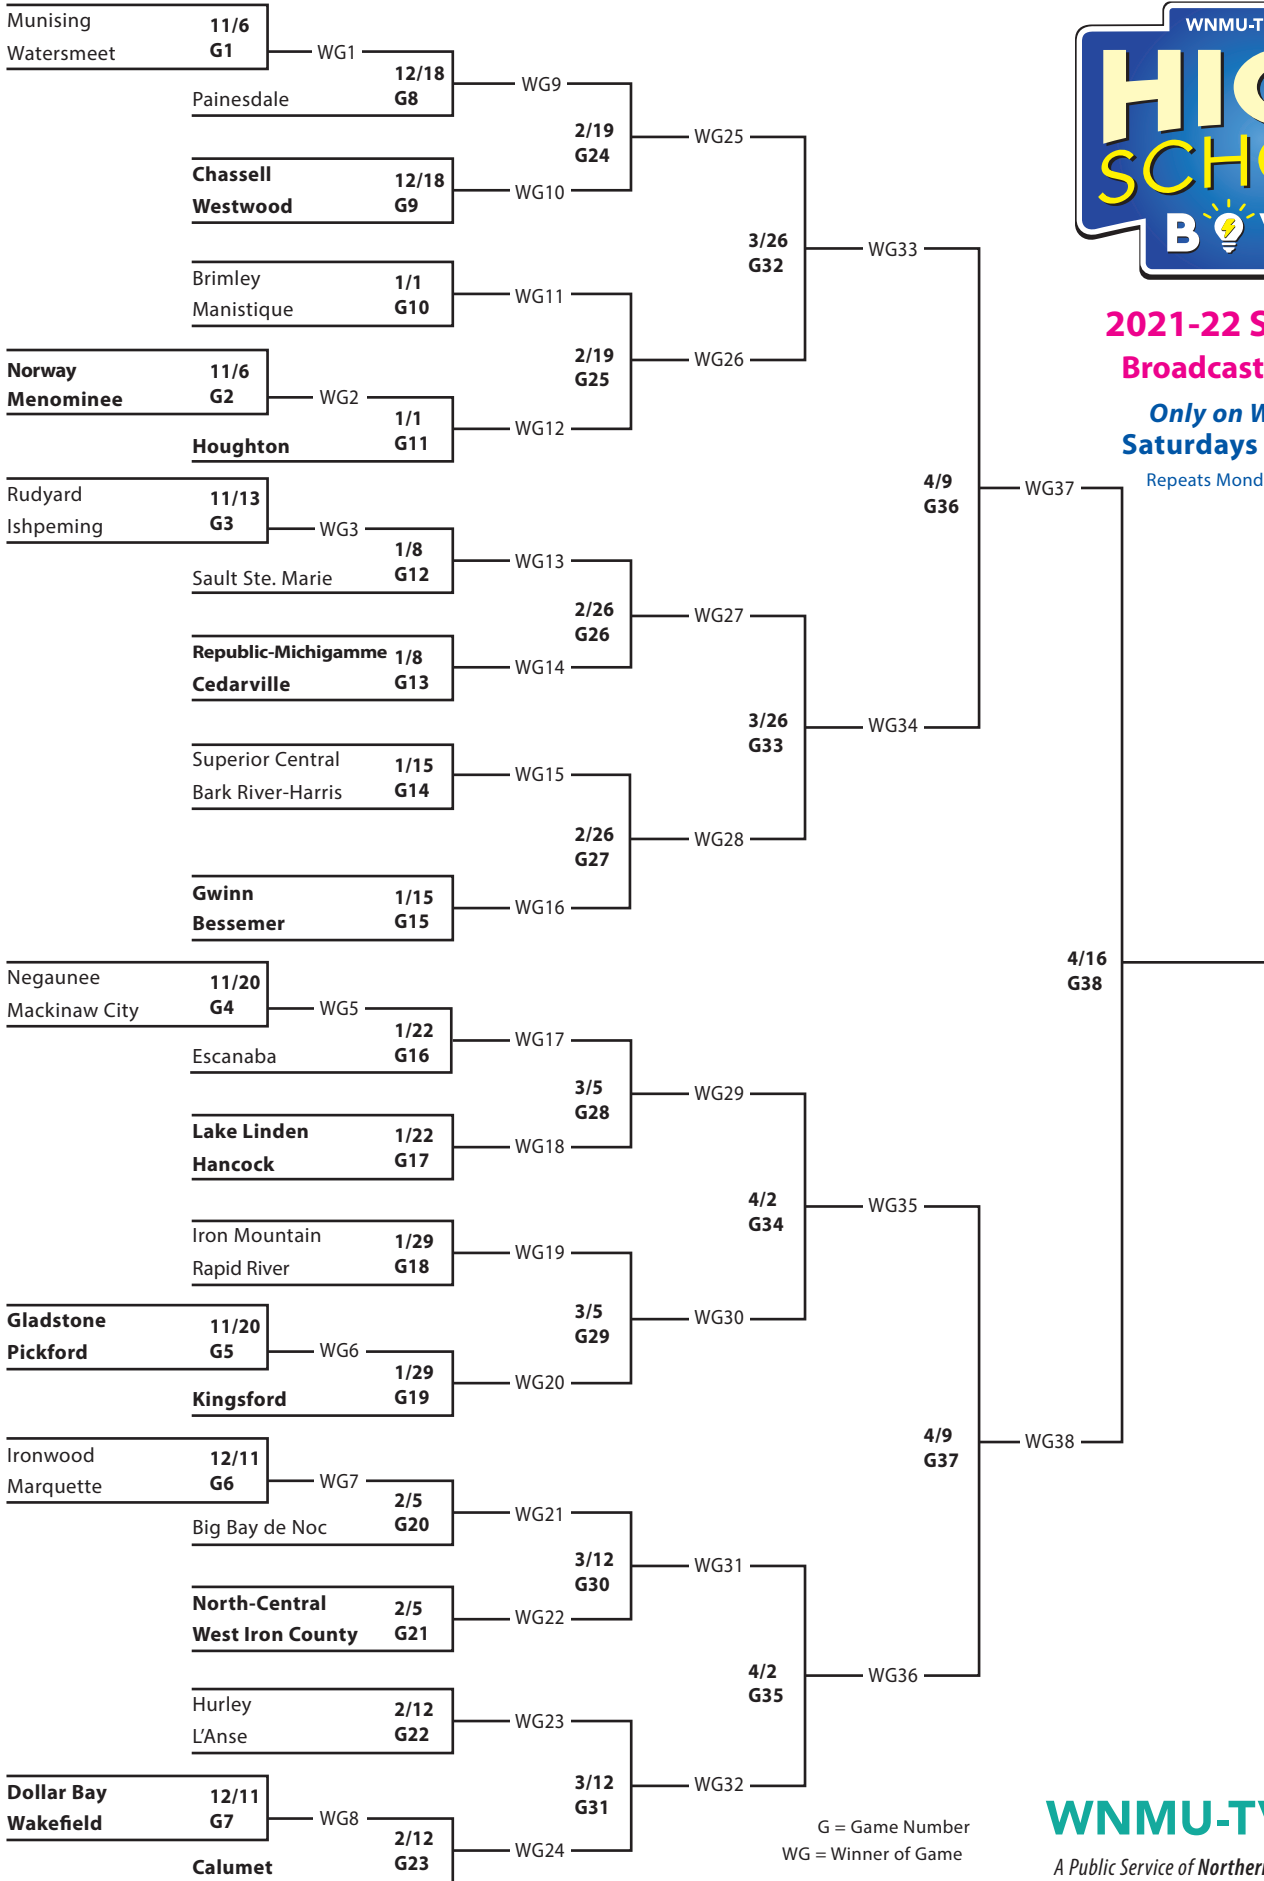 Munising
Watersmeet
11/6
G1
WG1
Painesdale
12/18
G8
WG9
Chassell
Westwood
12/18
G9
WG10
2/19
G24
WG25
Brimley
Manistique
1/1
G10
WG11
Norway
Menominee
11/6
G2
WG2
Houghton
1/1
G11
WG12
2/19
G25
WG26
3/26
G32
WG33
Rudyard
Ishpeming
11/13
G3
WG3
Sault Ste. Marie
1/8
G12
WG13
Republic-Michigamme
Cedarville
1/8
G13
WG14
2/26
G26
WG27
Superior Central
Bark River-Harris
1/15
G14
WG15
Gwinn
Bessemer
1/15
G15
WG16
2/26
G27
WG28
3/26
G33
WG34
4/9
G36
WG37
Negaunee
Mackinaw City
11/20
G4
WG5
Escanaba
1/22
G16
WG17
Lake Linden
Hancock
1/22
G17
WG18
3/5
G28
WG29
Iron Mountain
Rapid River
1/29
G18
WG19
Gladstone
Pickford
11/20
G5
WG6
Kingsford
1/29
G19
WG20
3/5
G29
WG30
4/2
G34
WG35
Ironwood
Marquette
12/11
G6
WG7
Big Bay de Noc
2/5
G20
WG21
North-Central
West Iron County
2/5
G21
WG22
3/12
G30
WG31
Hurley
L'Anse
2/12
G22
WG23
Dollar Bay
Wakefield
12/11
G7
WG8
Calumet
2/12
G23
WG24
3/12
G31
WG32
4/2
G35
WG36
4/9
G37
WG38
4/16
G38
WNMU-T
HIG
SCHO
B
2021-22 S
Broadcast
Only on W
Saturdays
Repeats Mond
G = Game Number
WG = Winner of Game
WNMU-TV
A Public Service of Northern